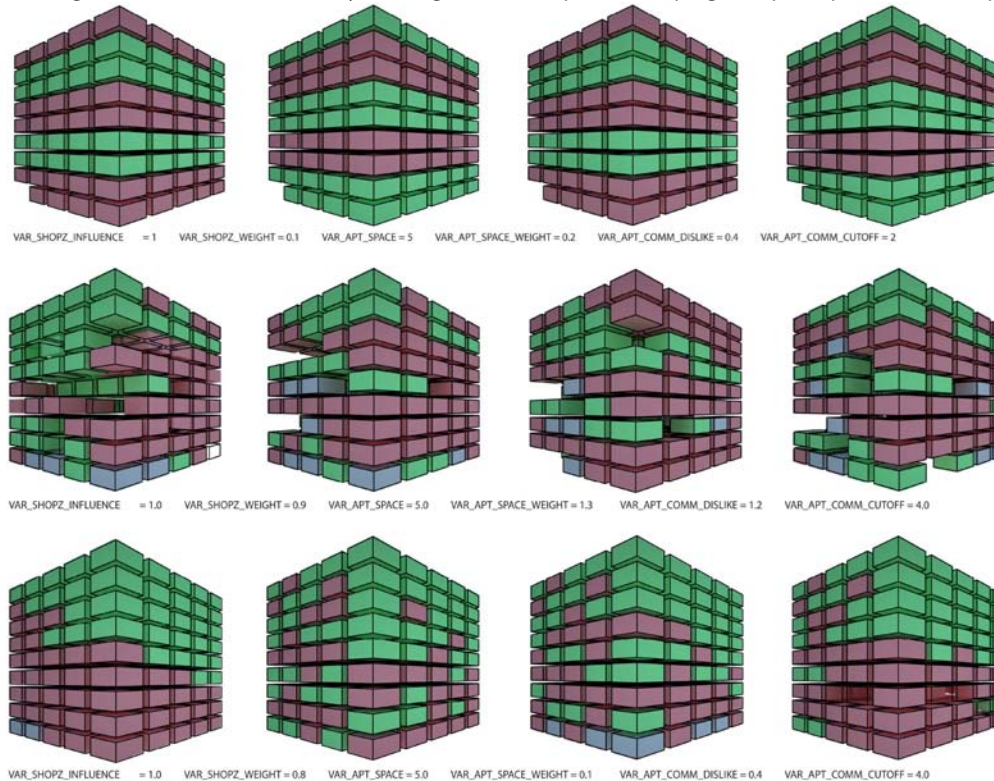 VAR_SHOPZ_INFLUENCE = 1 VAR_SHOPZ_WEIGHT = 0.1 VAR_APT_SPACE = 5 VAR_APT_SPACE_WEIGHT = 0.2 VAR_APT_COMM_DISLIKE = 0.4 VAR_APT_COMM_CUTOFF = 2
VAR_SHOPZ_INFLUENCE = 1.0 VAR_SHOPZ_WEIGHT = 0.9 VAR_APT_SPACE = 5.0 VAR_APT_SPACE_WEIGHT = 1.3 VAR_APT_COMM_DISLIKE = 1.2 VAR_APT_COMM_CUTOFF = 4.0
VAR_SHOPZ_INFLUENCE = 1.0 VAR_SHOPZ_WEIGHT = 0.8 VAR_APT_SPACE = 5.0 VAR_APT_SPACE_WEIGHT = 0.1 VAR_APT_COMM_DISLIKE = 0.4 VAR_APT_COMM_CUTOFF = 4.0